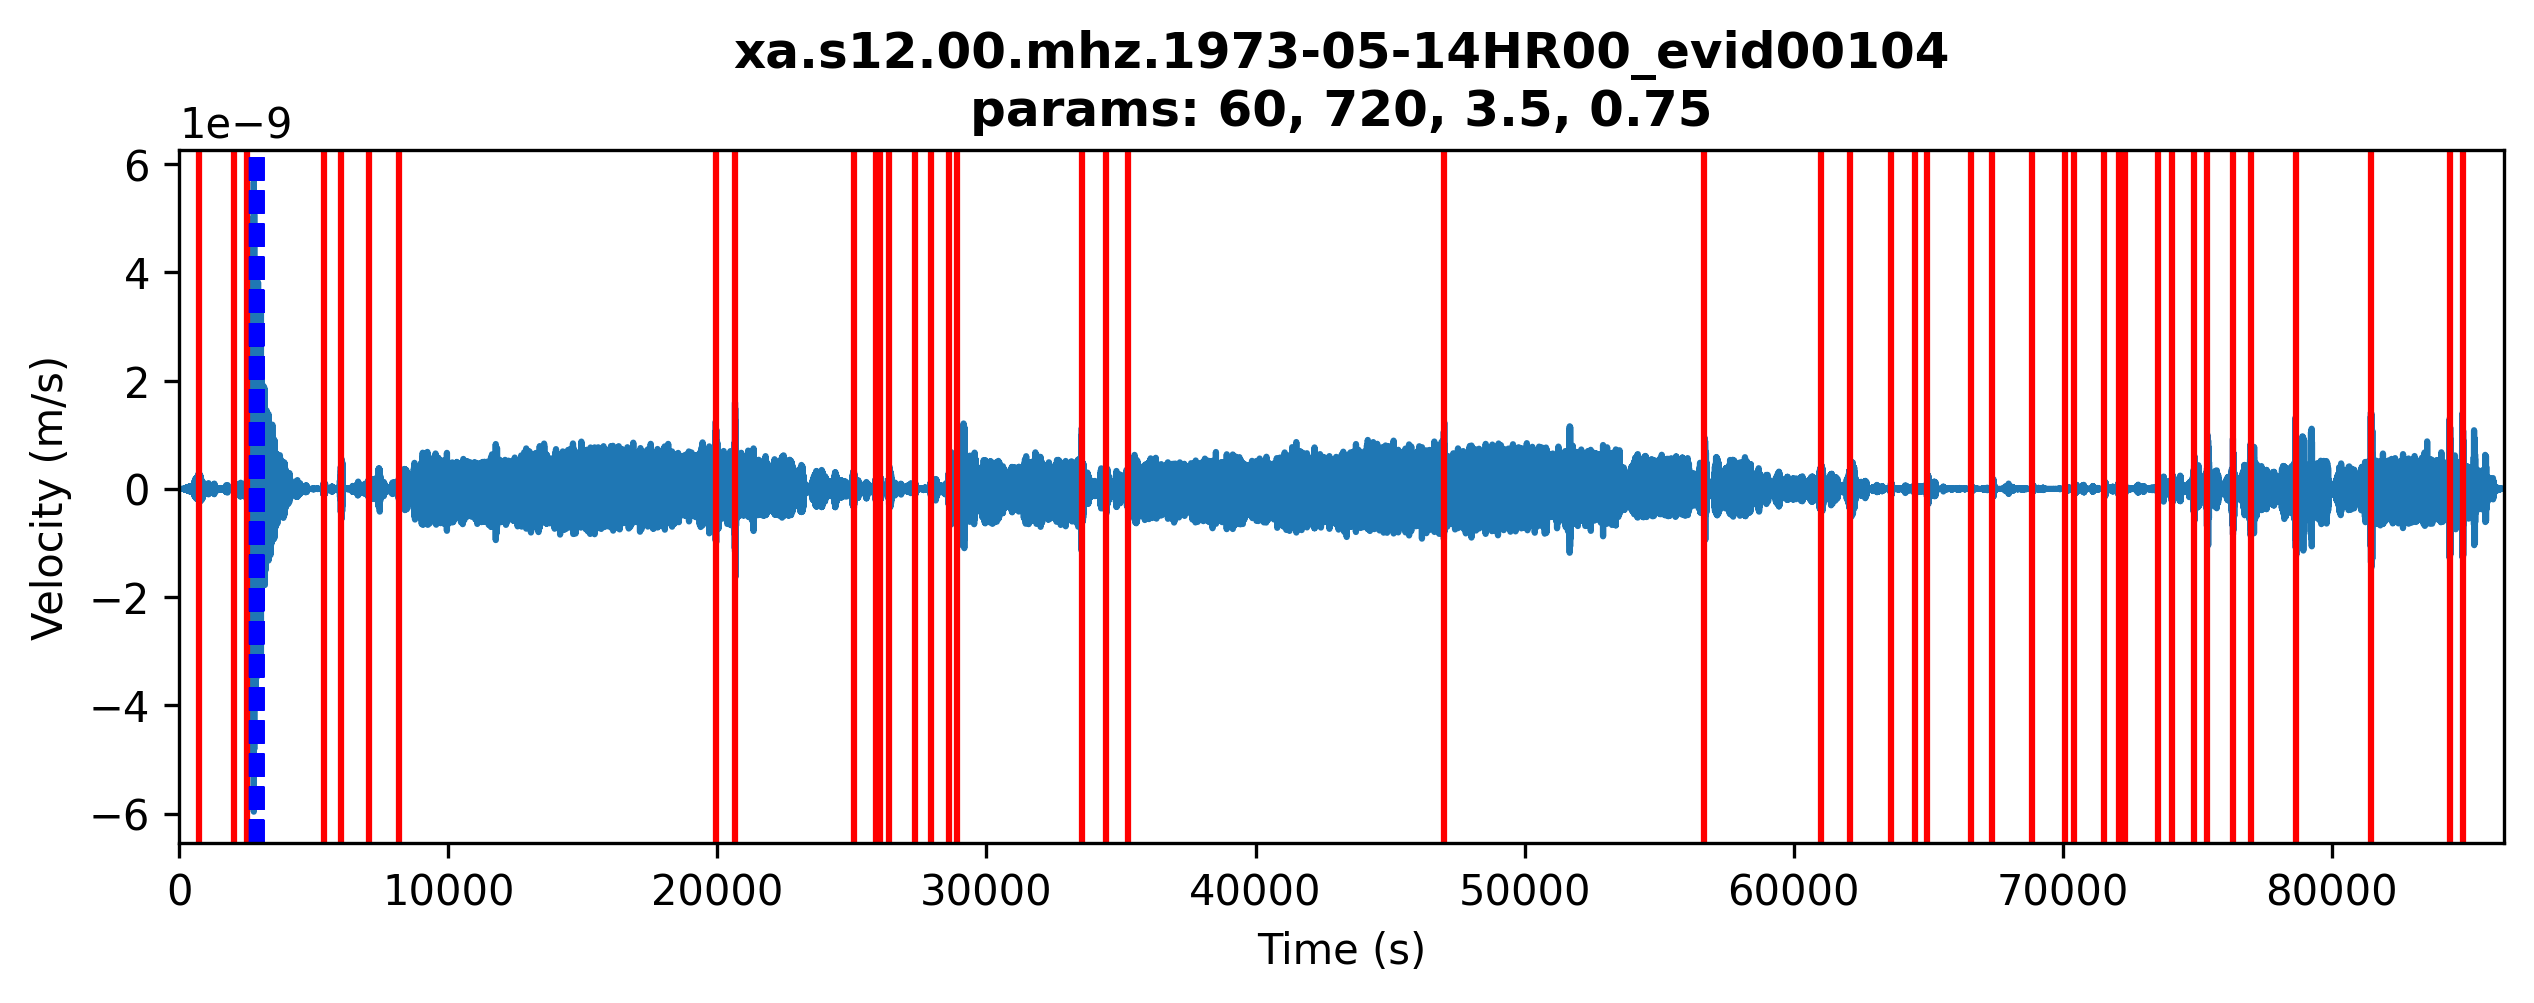 xa.s12.00.mhz.1973-05-14HR00_evid00104
params: 60, 720, 3.5, 0.75
1e−9
6
4
2
0
−2
−4
−6
Velocity (m/s)
0 10000 20000 30000 40000 50000 60000 70000 80000
Time (s)